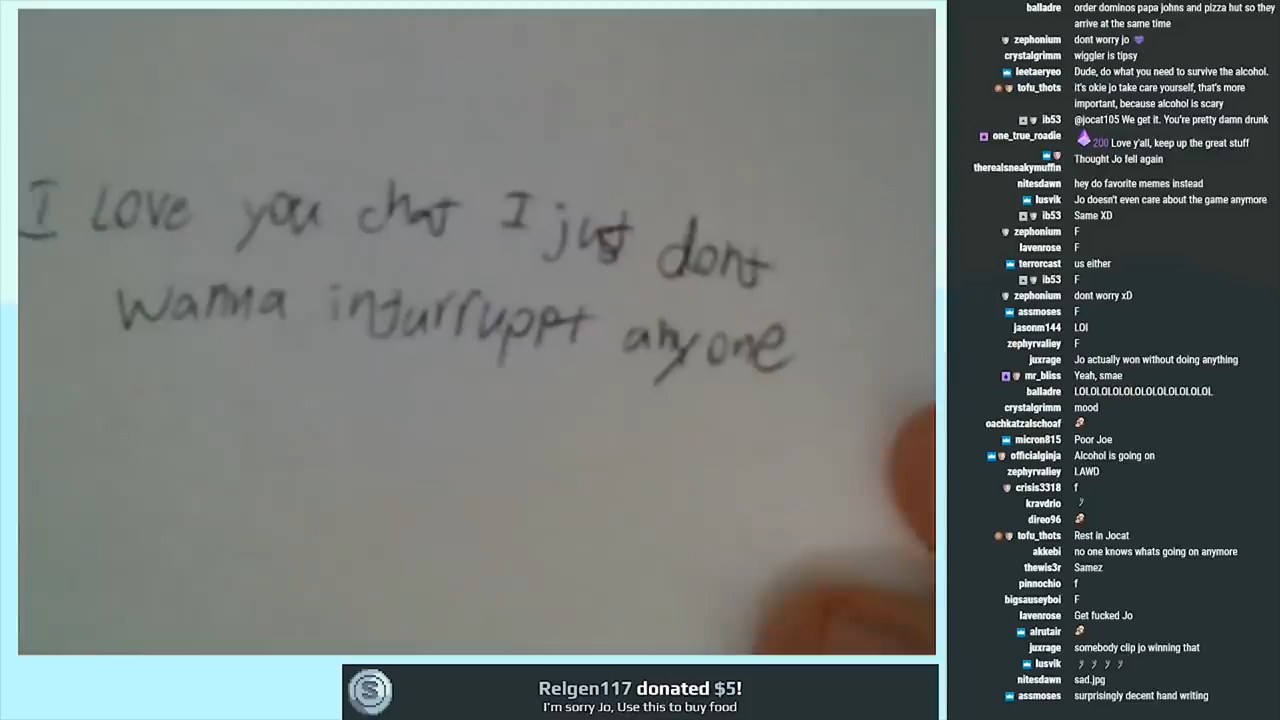 I love you chat I just dont
wanna inturruppt anyone
balladre order dominos papa johns and pizza hut so they
arrive at the same time
zephonium dont worry jo
crystalgrimm wiggler is tipsy
leetaeryeo Dude, do what you need to survive the alcohol.
tofu_thots it's okie jo take care yourself, that's more
important, because alcohol is scary
ib53 @jocat105 We get it. You're pretty damn drunk
one_true_roadie 200 Love y'all, keep up the great stuff
therealsneakymuffin Thought Jo fell again
nitesdawn hey do favorite memes instead
lusvik Jo doesn't even care about the game anymore
ib53 Same XD
zephonium F
lavenrose F
terrorcast us either
ib53 F
zephonium dont worry xD
assmoses F
jasonm144 LOl
zephyrvalley F
juxrage Jo actually won without doing anything
mr_bliss Yeah, smae
balladre LOLOLOLOLOLOLOLOLOLOLOL
crystalgrimm mood
oachkatzalschoaf
micron815 Poor Joe
officialginja Alcohol is going on
zephyrvalley LAWD
crisis3318 f
kravdrio
direo96
tofu_thots Rest in Jocat
akkebi no one knows whats going on anymore
thewis3r Samez
pinnochio f
bigsauseyboi F
lavenrose Get fucked Jo
alrutair
juxrage somebody clip jo winning that
lusvik
nitesdawn sad.jpg
assmoses surprisingly decent hand writing
Relgen117 donated $5!
I'm sorry Jo, Use this to buy food